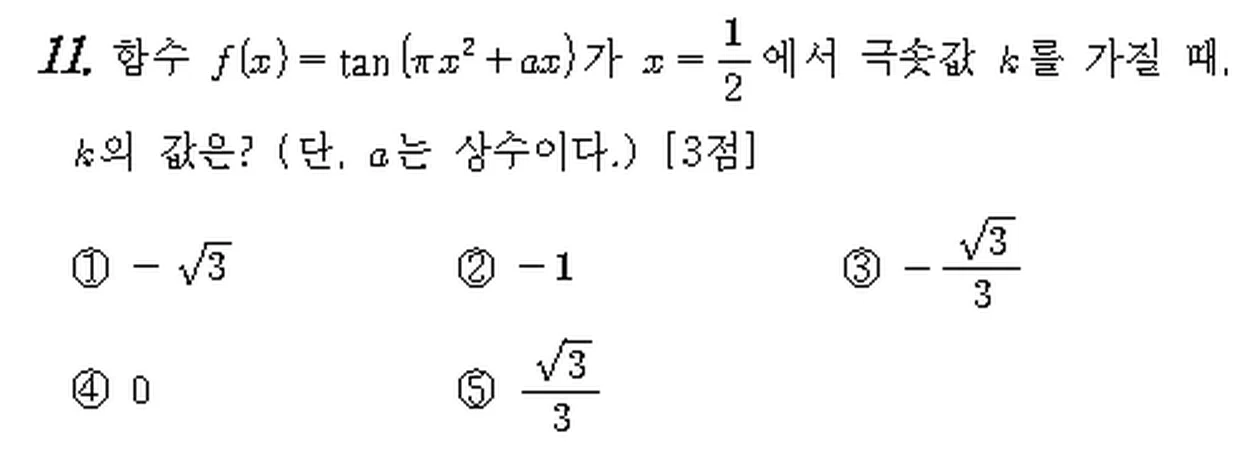 11. 함수 f(x) = tan(πx² + ax)가 x = 1/2 에서 극솟값 k를 가질 때,
k의 값은? (단, a는 상수이다.) [3점]
① -√3 ② -1 ③ -√3/3
④ 0 ⑤ √3/3